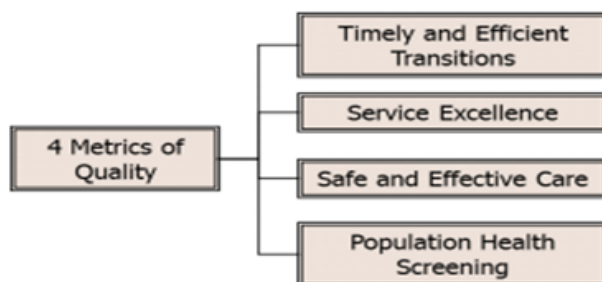 4 Metrics of
Quality
Timely and Efficient
Transitions
Service Excellence
Safe and Effective Care
Population Health
Screening